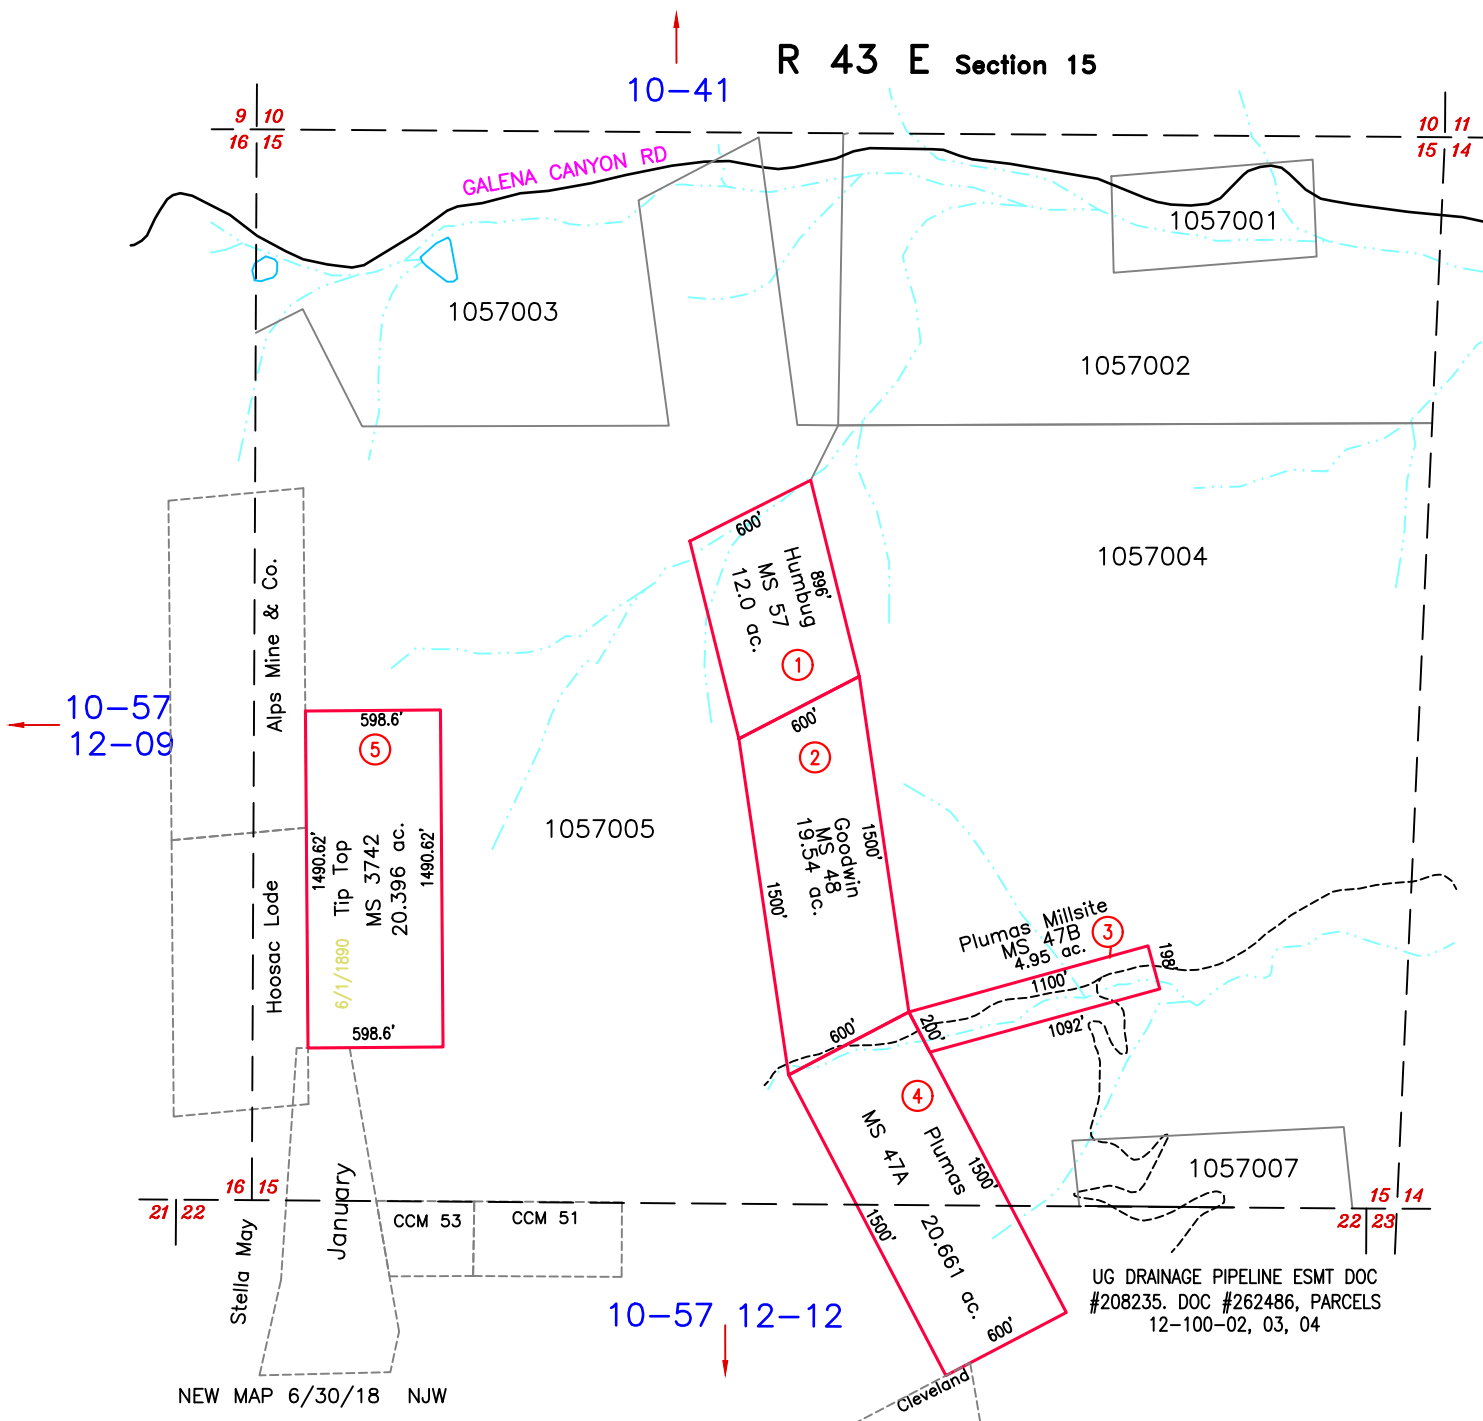 R 43 E Section 15
10-41
9 10
16 15
10 11
15 14
GALENA CANYON RD
1057001
1057003
1057002
1057004
600'
896'
Humbug
MS 57
12.0 ac.
1
Alps Mine & Co.
10-57
12-09
598.6'
5
600'
2
1057005
1490.62'
Tip Top
MS 3742
20.396 ac.
1490.62'
6/1/1890
598.6'
Hoosac Lode
Goodwin
MS 48
19.54 ac.
1500'
1500'
Plumas Millsite
MS 47B
4.95 ac.
3
198'
1100'
1092'
200'
600'
4
MS 47A
Plumas
20.661 ac.
1500'
1500'
600'
1057007
16 15
21 22
15 14
22 23
Stella May
January
CCM 53
CCM 51
10-57 12-12
UG DRAINAGE PIPELINE ESMT DOC
#208235. DOC #262486, PARCELS
12-100-02, 03, 04
Cleveland
NEW MAP 6/30/18 NJW